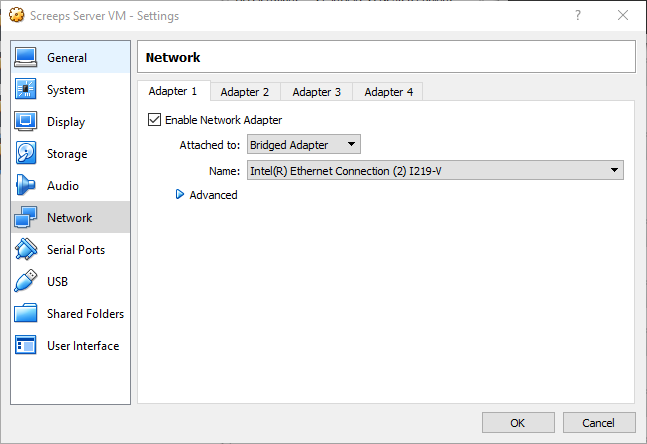 Screeps Server VM - Settings
?
General
System
Display
Storage
Audio
Network
Serial Ports
USB
Shared Folders
User Interface
Network
Adapter 1 Adapter 2 Adapter 3 Adapter 4
Enable Network Adapter
Attached to: Bridged Adapter
Name: Intel(R) Ethernet Connection (2) I219-V
Advanced
OK Cancel